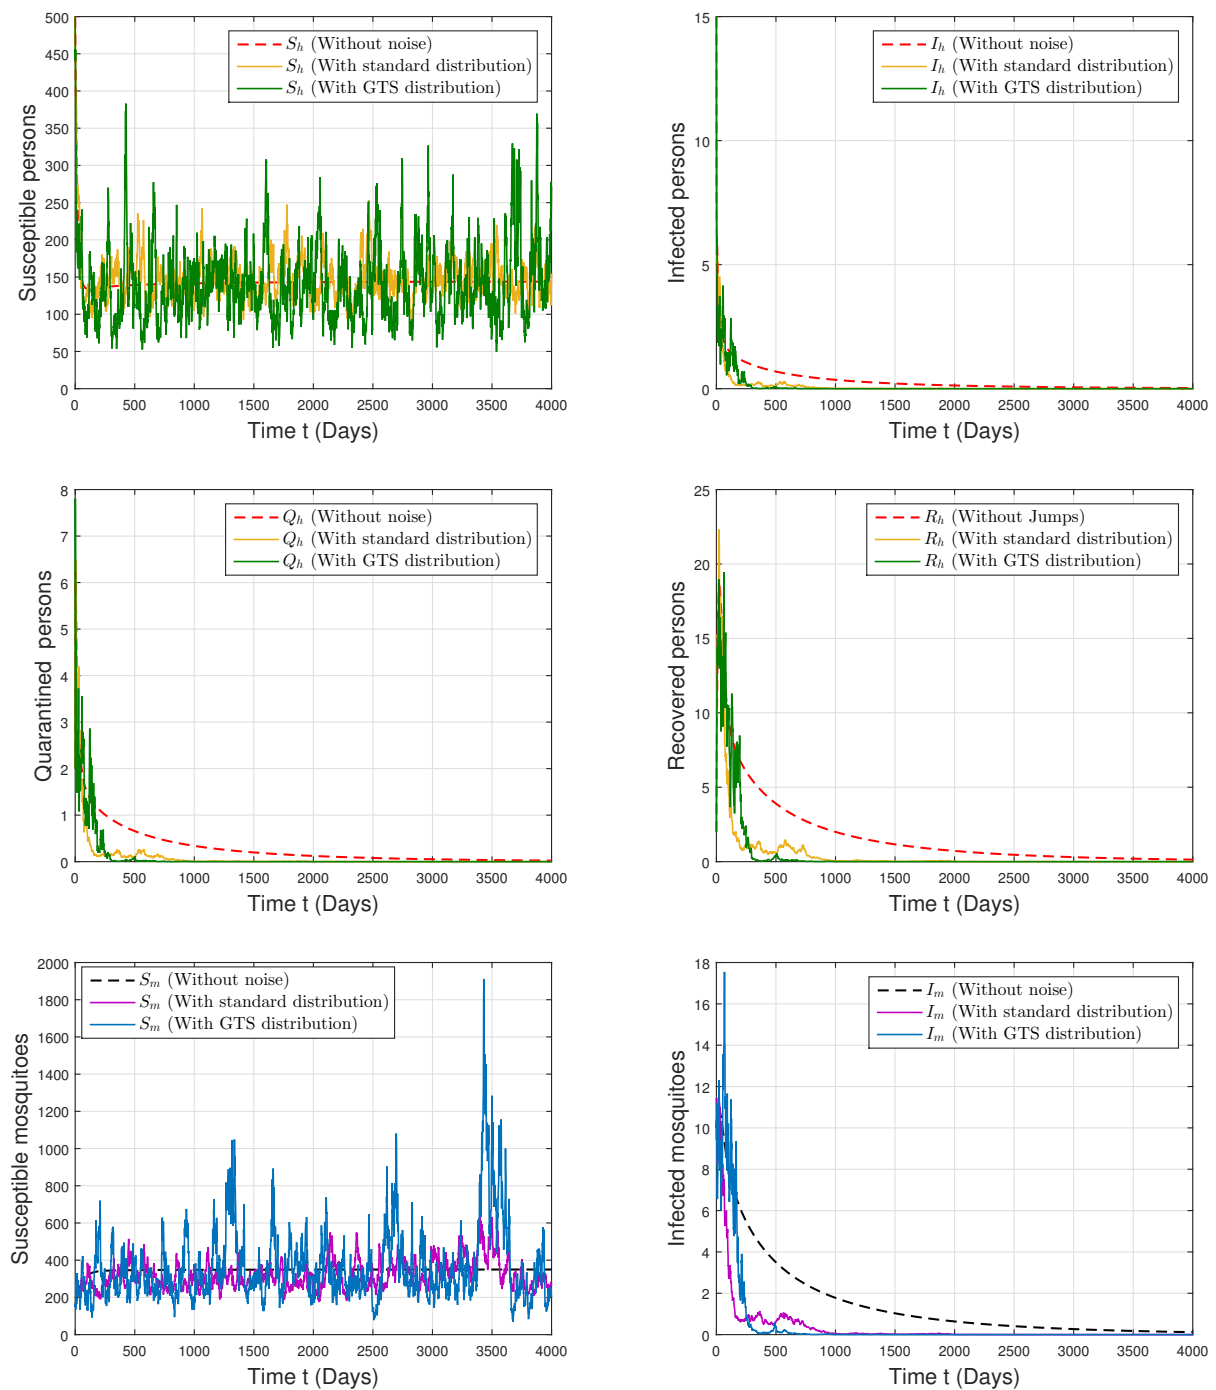 500
450
400
350
300
250
200
150
100
50
0
Susceptible persons
S_h (Without noise)
S_h (With standard distribution)
S_h (With GTS distribution)
0 500 1000 1500 2000 2500 3000 3500 4000
Time t (Days)
15
10
5
0
Infected persons
I_h (Without noise)
I_h (With standard distribution)
I_h (With GTS distribution)
0 500 1000 1500 2000 2500 3000 3500 4000
Time t (Days)
8
7
6
5
4
3
2
1
0
Quarantined persons
Q_h (Without noise)
Q_h (With standard distribution)
Q_h (With GTS distribution)
0 500 1000 1500 2000 2500 3000 3500 4000
Time t (Days)
25
20
15
10
5
0
Recovered persons
R_h (Without Jumps)
R_h (With standard distribution)
R_h (With GTS distribution)
0 500 1000 1500 2000 2500 3000 3500 4000
Time t (Days)
2000
1800
1600
1400
1200
1000
800
600
400
200
0
Susceptible mosquitoes
S_m (Without noise)
S_m (With standard distribution)
S_m (With GTS distribution)
0 500 1000 1500 2000 2500 3000 3500 4000
Time t (Days)
18
16
14
12
10
8
6
4
2
0
Infected mosquitoes
I_m (Without noise)
I_m (With standard distribution)
I_m (With GTS distribution)
0 500 1000 1500 2000 2500 3000 3500 4000
Time t (Days)